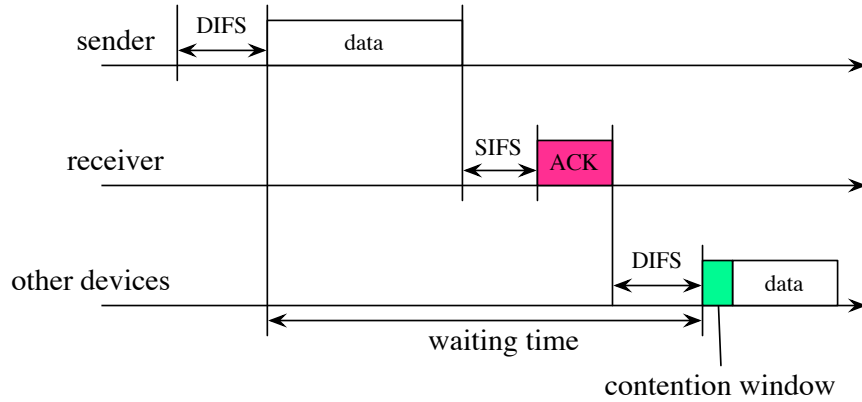 sender
DIFS
data
receiver
SIFS
ACK
other devices
DIFS
data
waiting time
contention window